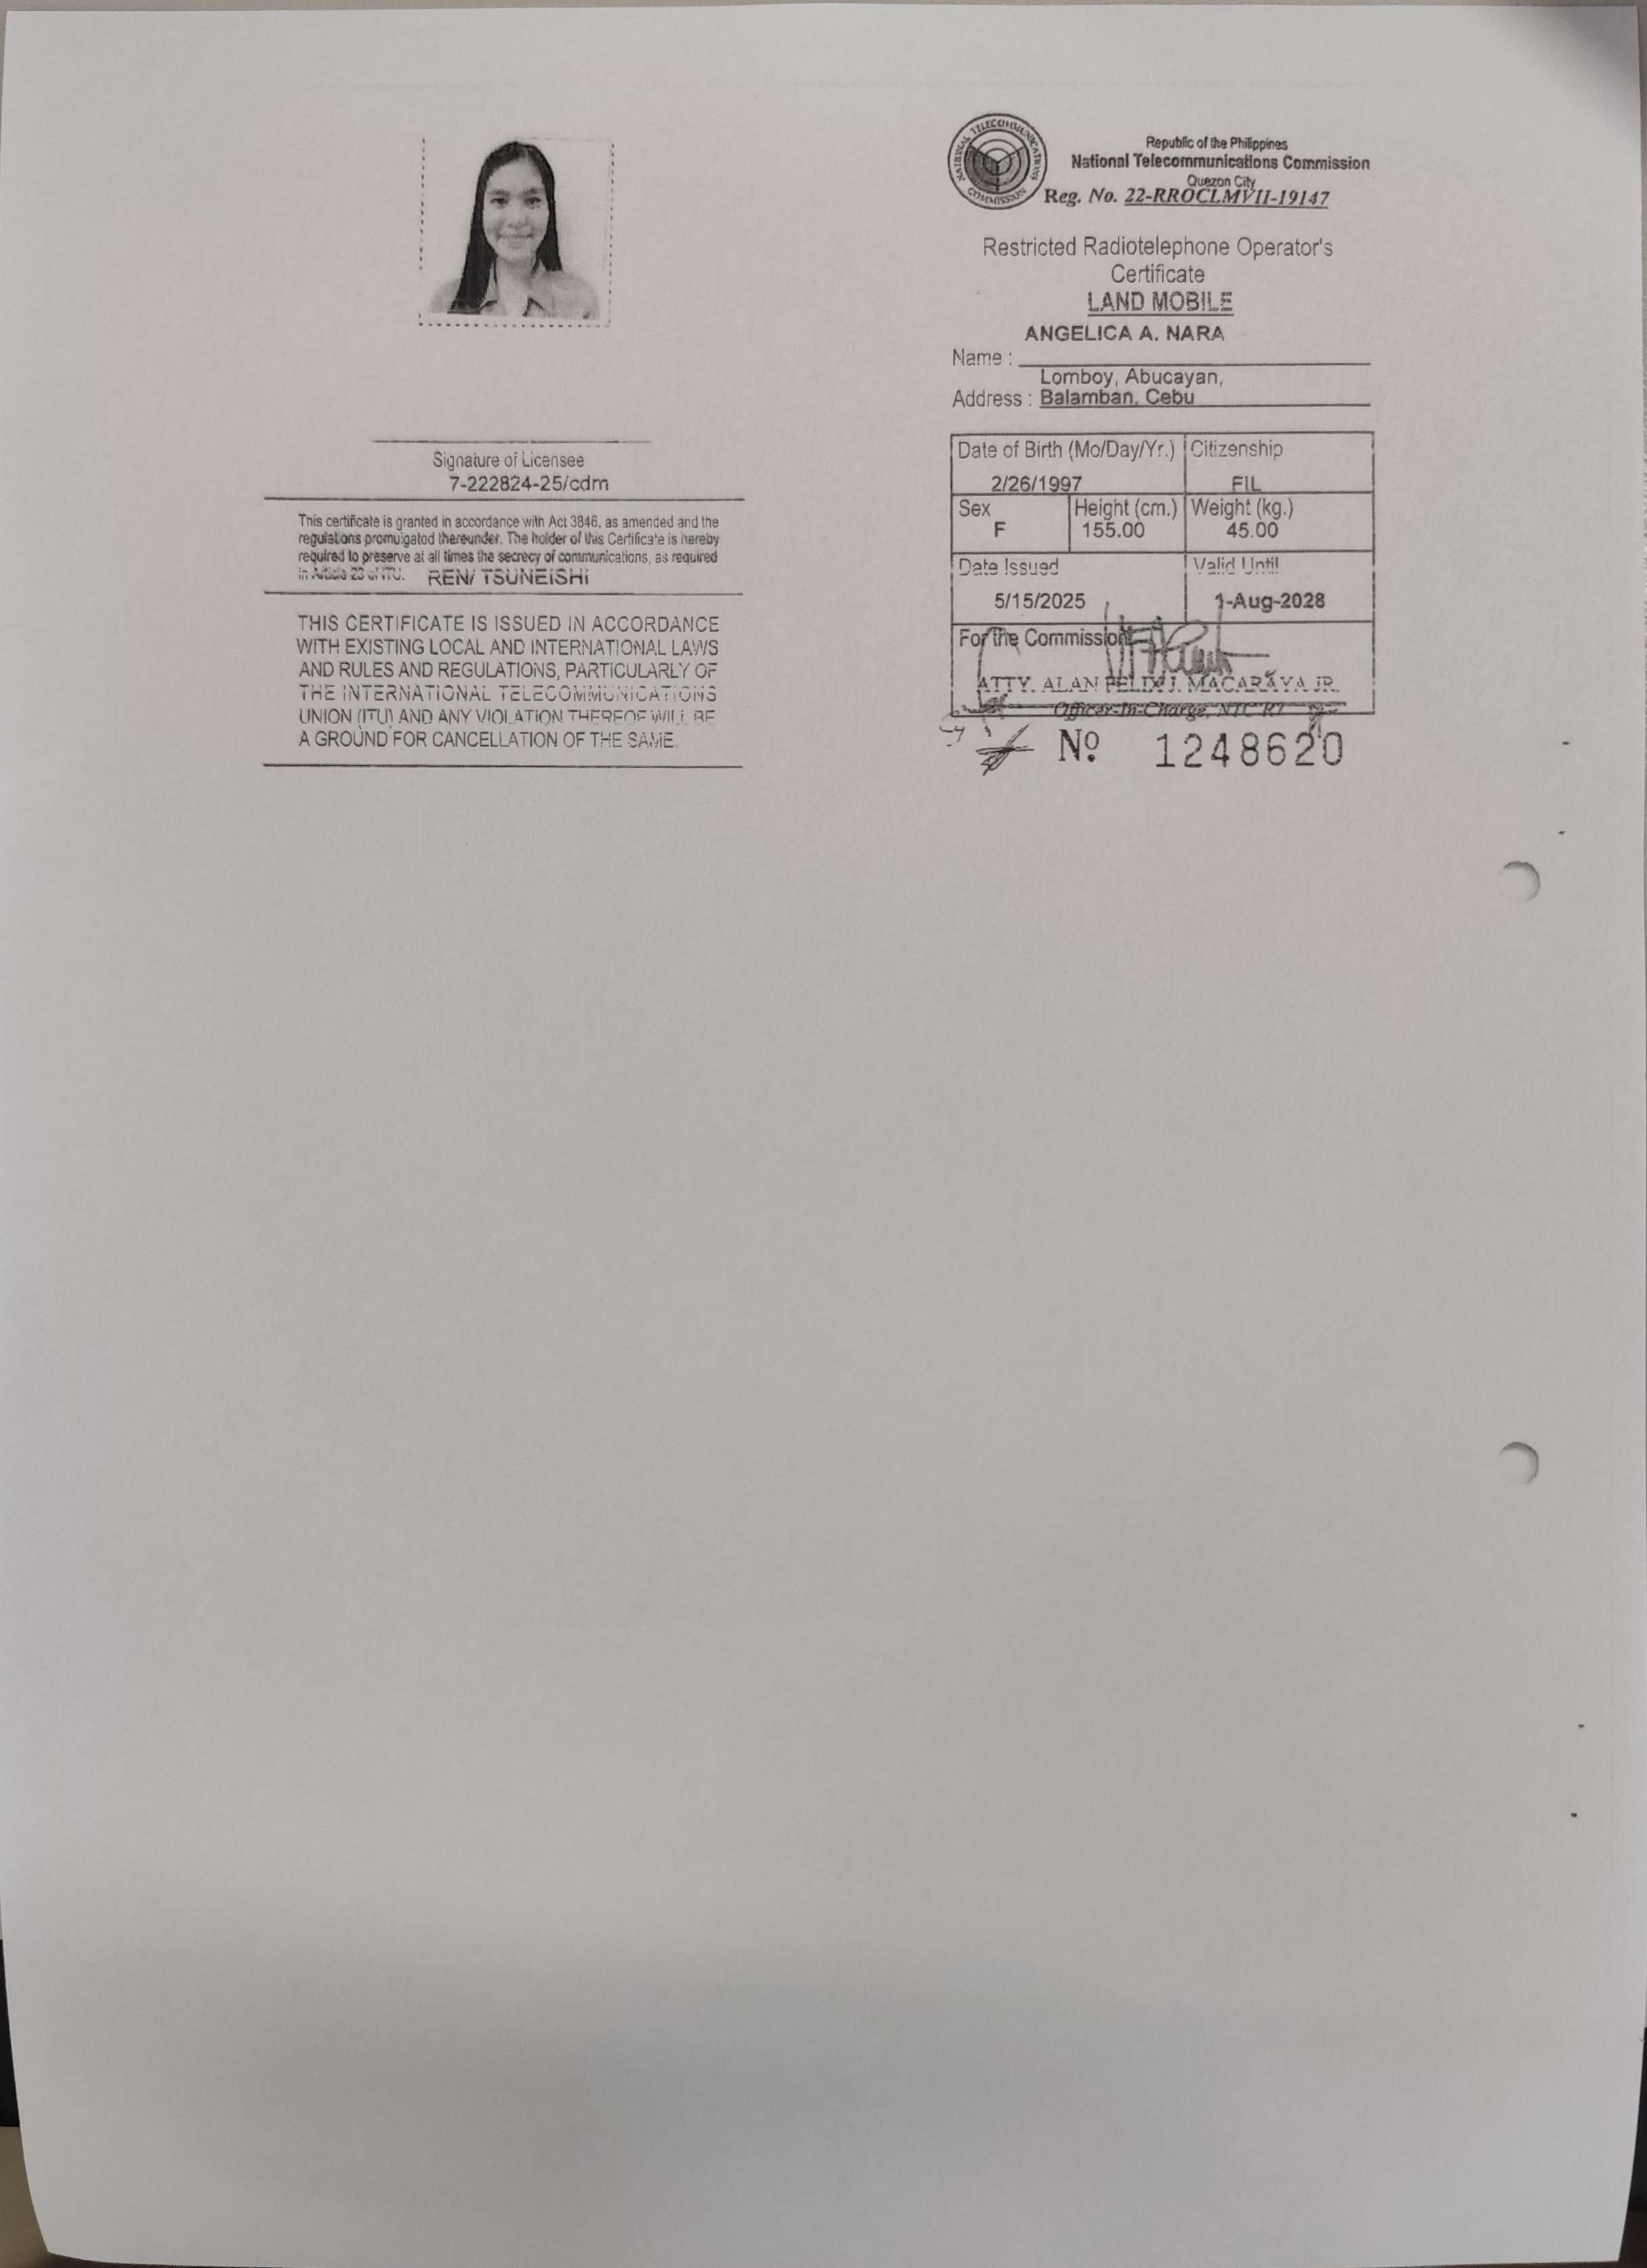 Signature of Licensee
7-222824-25/cdm
This certificate is granted in accordance with Act 3846, as amended and the
regulations promulgated thereunder. The holder of this Certificate is hereby
required to preserve at all times the secrecy of communications, as required
in Article 23 of ITU. REN/ TSUNEISHI
THIS CERTIFICATE IS ISSUED IN ACCORDANCE
WITH EXISTING LOCAL AND INTERNATIONAL LAWS
AND RULES AND REGULATIONS, PARTICULARLY OF
THE INTERNATIONAL TELECOMMUNICATIONS
UNION (ITU) AND ANY VIOLATION THEREOF WILL BE
A GROUND FOR CANCELLATION OF THE SAME.
NATIONAL TELECOMMUNICATIONS COMMISSION
Republic of the Philippines
National Telecommunications Commission
Quezon City
Reg. No. 22-RROCLMVII-19147
Restricted Radiotelephone Operator's
Certificate
LAND MOBILE
ANGELICA A. NARA
Name :
Lomboy, Abucayan,
Address : Balamban, Cebu
Date of Birth (Mo/Day/Yr.) Citizenship
2/26/1997 FIL
Sex Height (cm.) Weight (kg.)
F 155.00 45.00
Date Issued Valid Until
5/15/2025 1-Aug-2028
For the Commission
ATTY. ALAN FELIX J. MACARAYA JR.
Officer-In-Charge, NTC R7
Nº 1248620